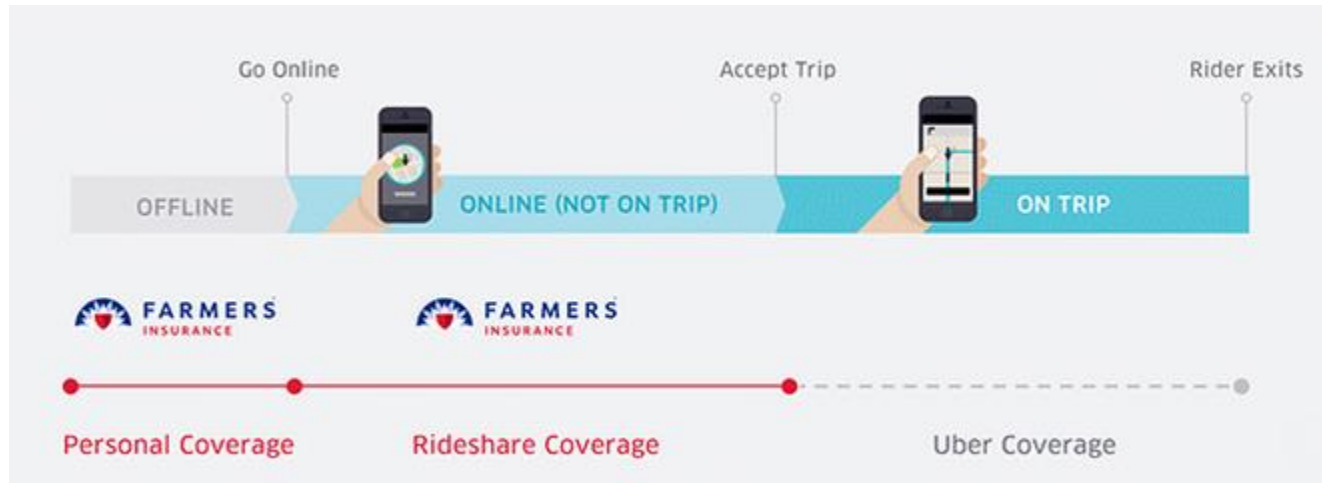 Go Online
Accept Trip
Rider Exits
OFFLINE
ONLINE (NOT ON TRIP)
ON TRIP
FARMERS
INSURANCE
FARMERS
INSURANCE
Personal Coverage
Rideshare Coverage
Uber Coverage